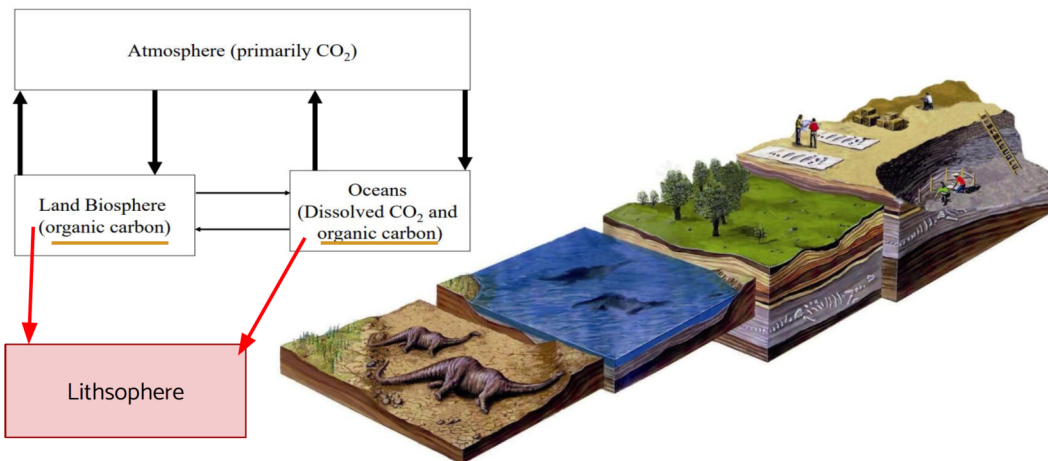 Atmosphere (primarily CO₂)
Land Biosphere
(organic carbon)
Oceans
(Dissolved CO₂ and
organic carbon)
Lithsophere